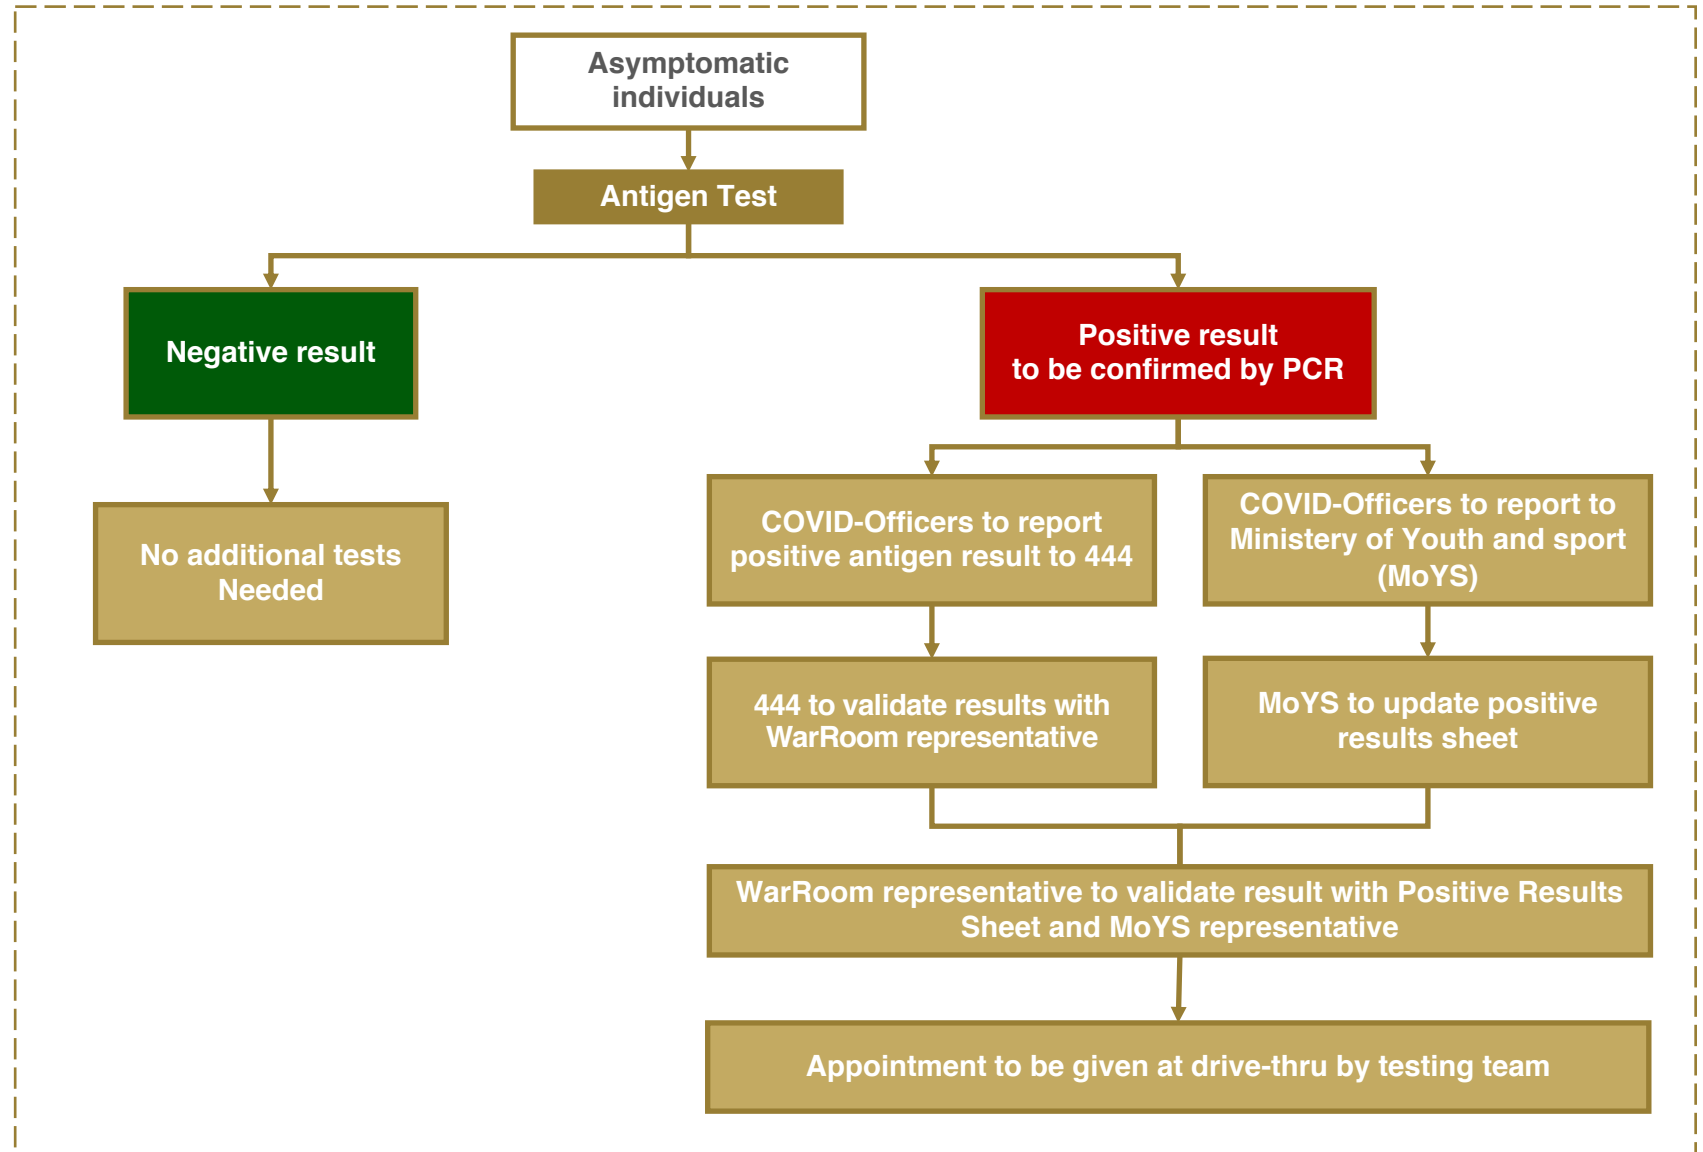 Asymptomatic
individuals
Antigen Test
Negative result
Positive result
to be confirmed by PCR
No additional tests
Needed
COVID-Officers to report
positive antigen result to 444
COVID-Officers to report to
Ministery of Youth and sport
(MoYS)
444 to validate results with
WarRoom representative
MoYS to update positive
results sheet
WarRoom representative to validate result with Positive Results
Sheet and MoYS representative
Appointment to be given at drive-thru by testing team